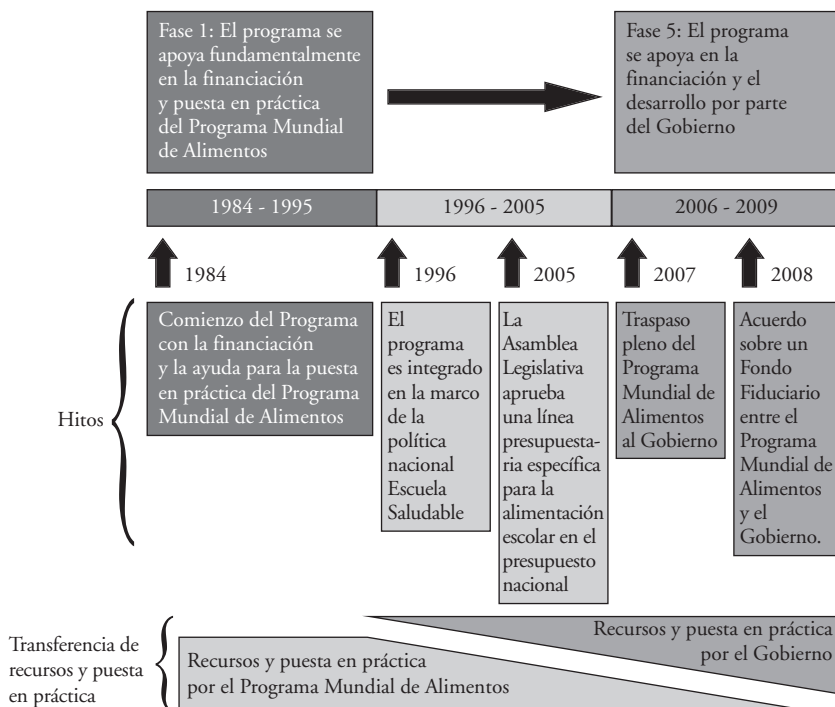 Fase 1: El programa se
apoya fundamentalmente
en la financiación
y puesta en práctica
del Programa Mundial
de Alimentos
Fase 5: El programa
se apoya en la
financiación y el
desarrollo por parte
del Gobierno
1984 - 1995
1996 - 2005
2006 - 2009
1984
1996
2005
2007
2008
Hitos
Comienzo del Programa
con la financiación
y la ayuda para la puesta
en práctica del Programa
Mundial de Alimentos
El
programa
es integrado
en la marco
de la
política
nacional
Escuela
Saludable
La
Asamblea
Legislativa
aprueba
una línea
presupuesta-
ria específica
para la
alimentación
escolar en el
presupuesto
nacional
Traspaso
pleno del
Programa
Mundial de
Alimentos
al Gobierno
Acuerdo
sobre un
Fondo
Fiduciario
entre el
Programa
Mundial de
Alimentos
y el
Gobierno.
Transferencia de
recursos y puesta
en práctica
Recursos y puesta en práctica
por el Programa Mundial de Alimentos
Recursos y puesta en práctica
por el Gobierno